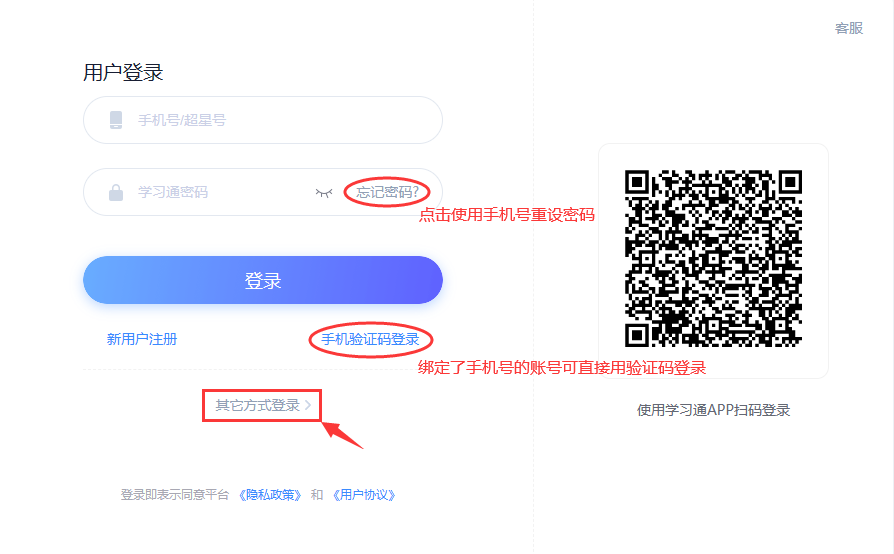 客服
用户登录
手机号/超星号
学习通密码
忘记密码?
点击使用手机号重设密码
登录
新用户注册
手机验证码登录
绑定了手机号的账号可直接用验证码登录
其它方式登录
使用学习通APP扫码登录
登录即表示同意平台《隐私政策》和《用户协议》